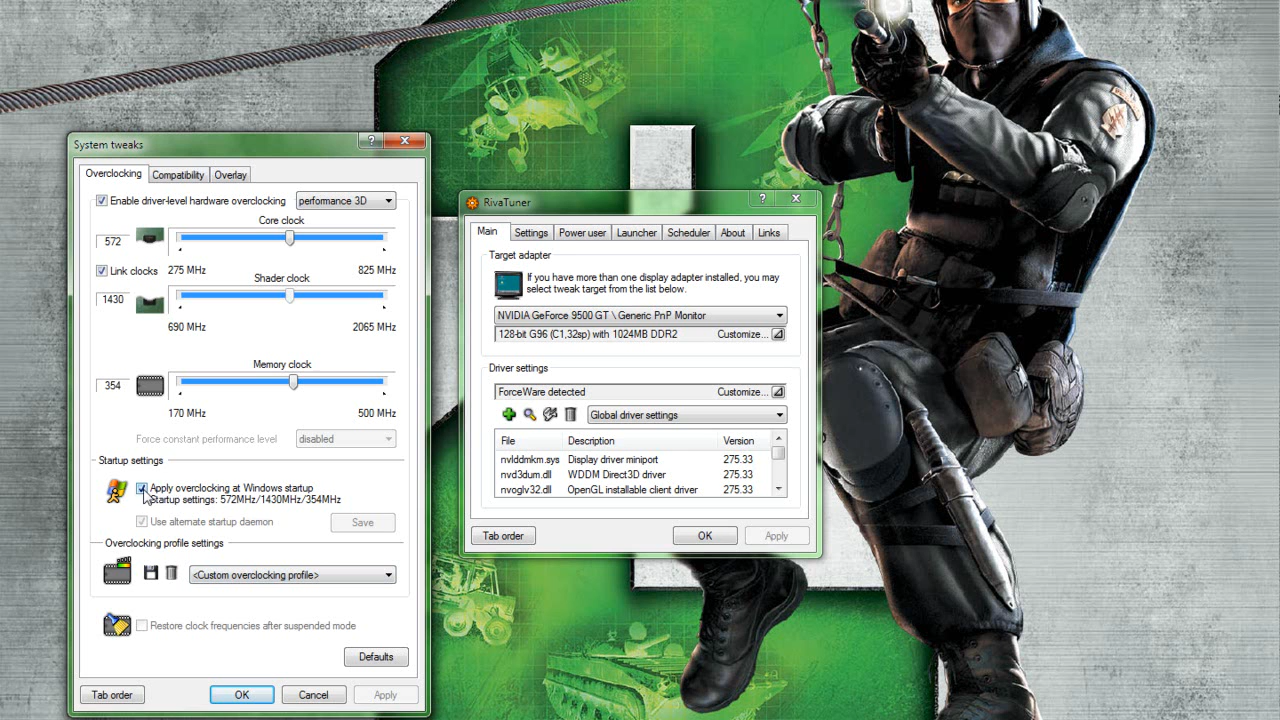 System tweaks
?
Overclocking
Compatibility
Overlay
Enable driver-level hardware overclocking
performance 3D
Core clock
572
Link clocks
275 MHz
825 MHz
Shader clock
1430
690 MHz
2065 MHz
Memory clock
354
170 MHz
500 MHz
Force constant performance level
disabled
Startup settings
Apply overclocking at Windows startup
Startup settings: 572MHz/1430MHz/354MHz
Use alternate startup daemon
Save
Overclocking profile settings
<Custom overclocking profile>
Restore clock frequencies after suspended mode
Defaults
Tab order
OK
Cancel
Apply
RivaTuner
?
Main
Settings
Power user
Launcher
Scheduler
About
Links
Target adapter
If you have more than one display adapter installed, you may
select tweak target from the list below.
NVIDIA GeForce 9500 GT \ Generic PnP Monitor
128-bit G96 (C1,32sp) with 1024MB DDR2
Customize...
Driver settings
ForceWare detected
Customize...
Global driver settings
File Description Version
nvlddmkm.sys Display driver miniport 275.33
nvd3dum.dll WDDM Direct3D driver 275.33
nvoglv32.dll OpenGL installable client driver 275.33
Tab order
OK
Apply